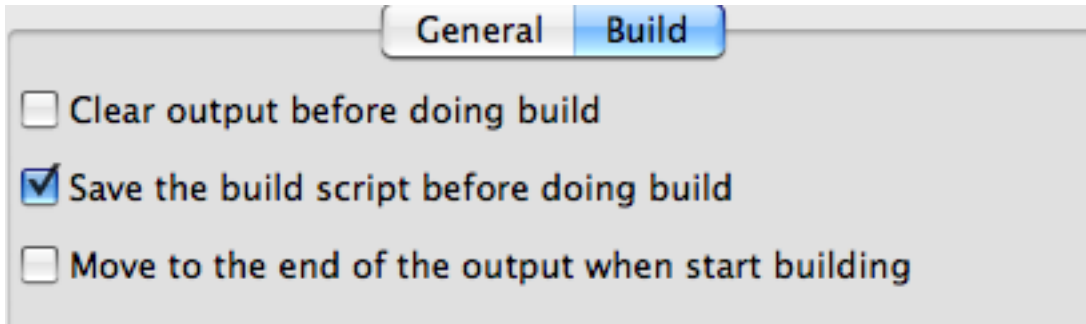 General Build
Clear output before doing build
Save the build script before doing build
Move to the end of the output when start building